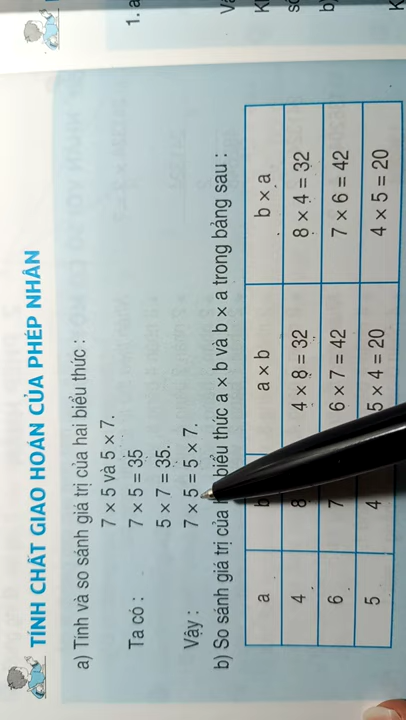 TÍNH CHẤT GIAO HOÁN CỦA PHÉP NHÂN
a) Tính và so sánh giá trị của hai biểu thức :
7 × 5 và 5 × 7.
Ta có : 7 × 5 = 35
5 × 7 = 35.
Vậy : 7 × 5 = 5 × 7.
b) So sánh giá trị của biểu thức a × b và b × a trong bảng sau :
a b a × b b × a
4 8 4 × 8 = 32 8 × 4 = 32
6 7 6 × 7 = 42 7 × 6 = 42
5 4 5 × 4 = 20 4 × 5 = 20
1. a
b)